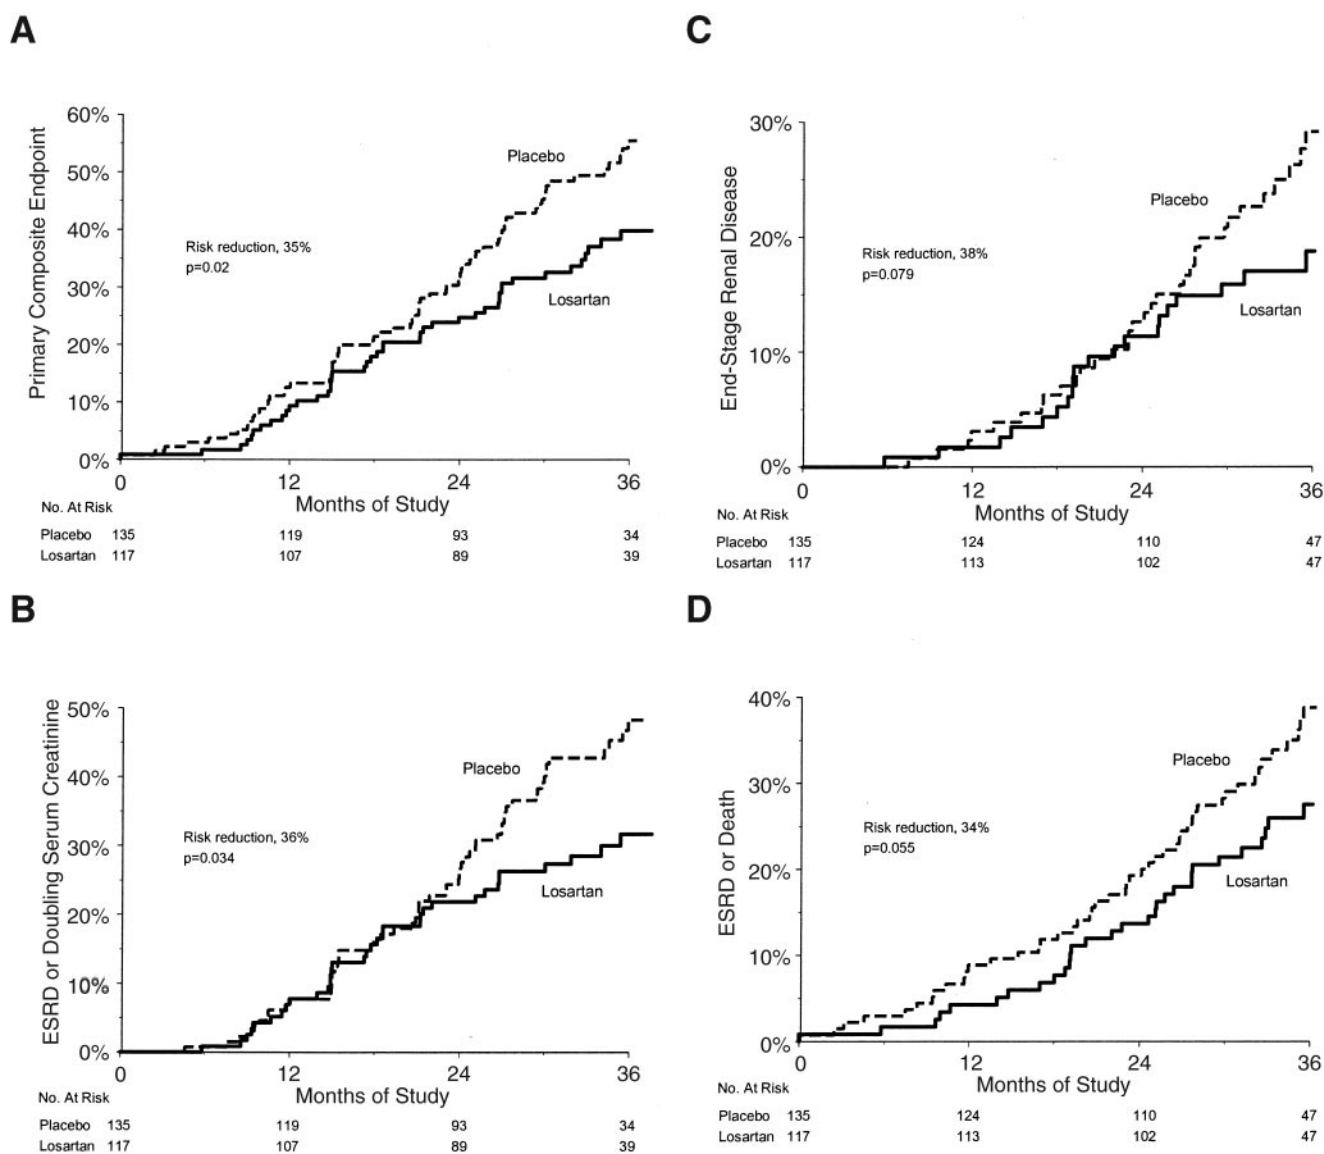 A
Primary Composite Endpoint
60%
50%
40%
30%
20%
10%
0%
Placebo
Risk reduction, 35%
p=0.02
Losartan
0 12 24 36
Months of Study
No. At Risk
Placebo 135 119 93 34
Losartan 117 107 89 39
C
End-Stage Renal Disease
30%
20%
10%
0%
Placebo
Risk reduction, 38%
p=0.079
Losartan
0 12 24 36
Months of Study
No. At Risk
Placebo 135 124 110 47
Losartan 117 113 102 47
B
ESRD or Doubling Serum Creatinine
50%
40%
30%
20%
10%
0%
Placebo
Risk reduction, 36%
p=0.034
Losartan
0 12 24 36
Months of Study
No. At Risk
Placebo 135 119 93 34
Losartan 117 107 89 39
D
ESRD or Death
40%
30%
20%
10%
0%
Placebo
Risk reduction, 34%
p=0.055
Losartan
0 12 24 36
Months of Study
No. At Risk
Placebo 135 124 110 47
Losartan 117 113 102 47